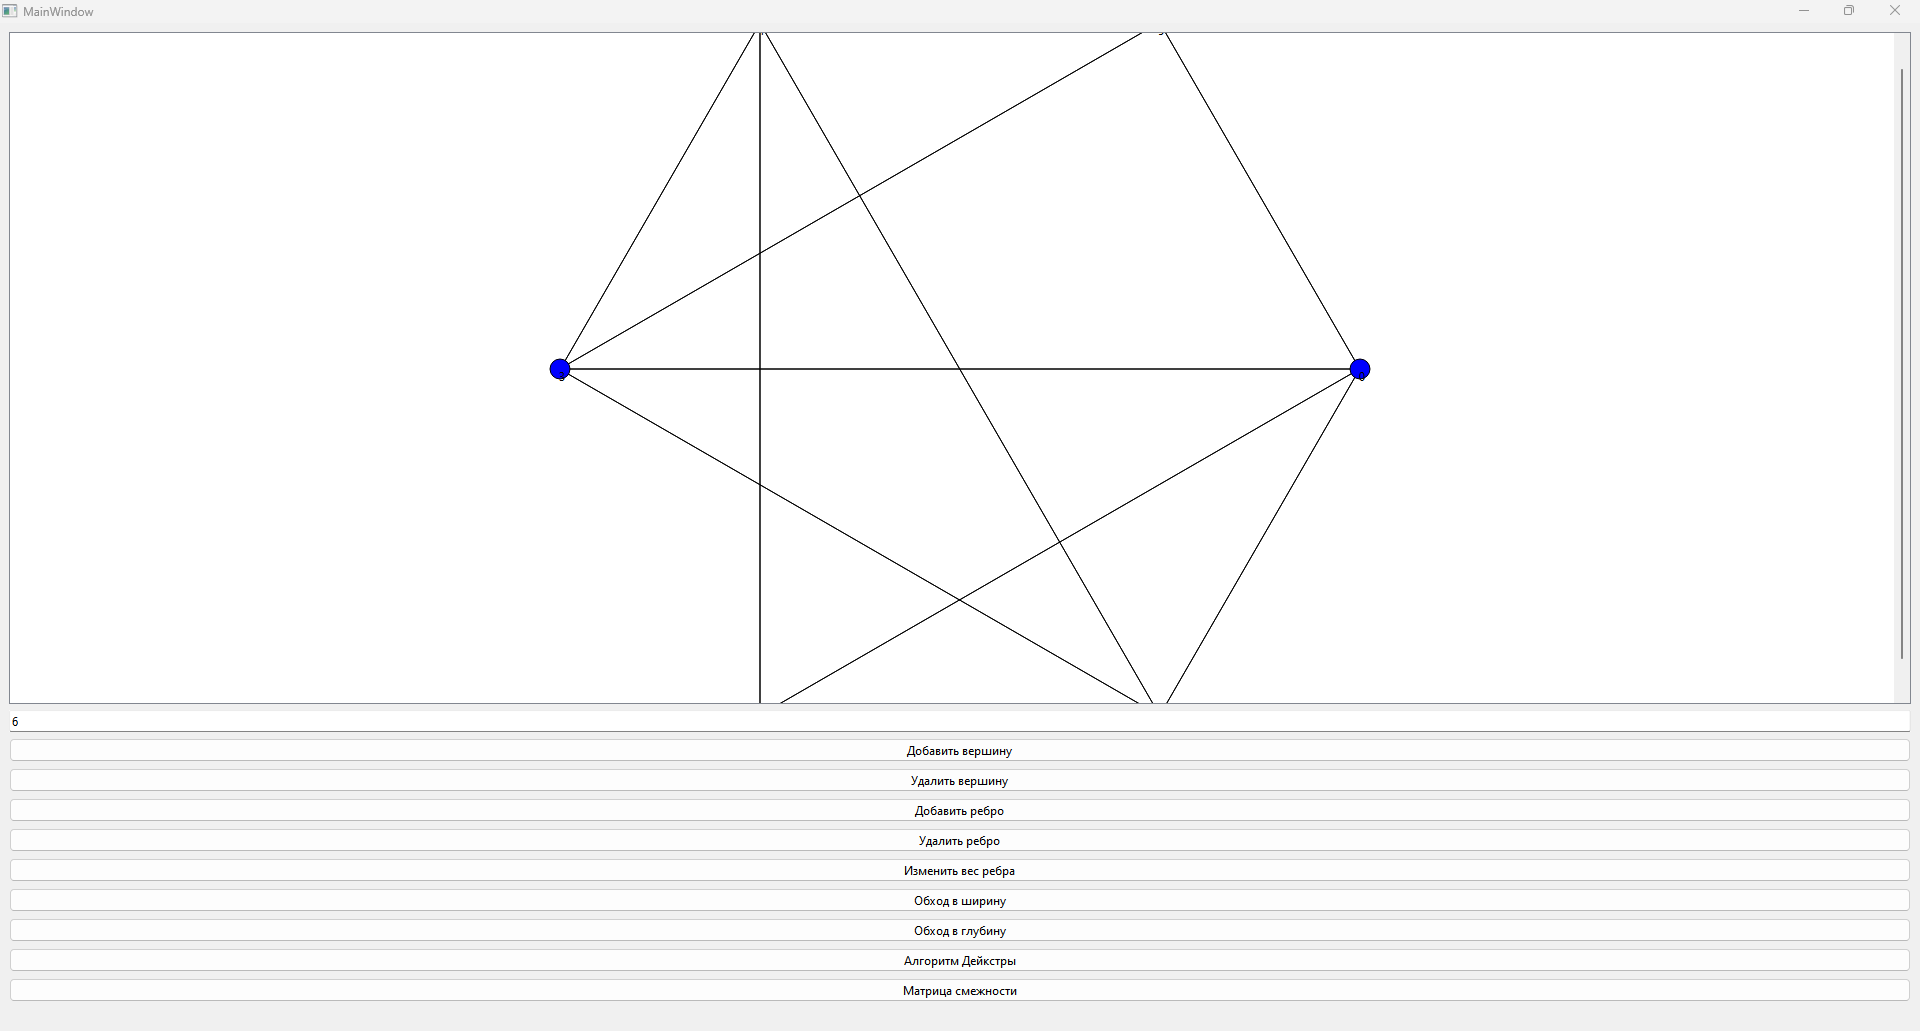 MainWindow
6
Добавить вершину
Удалить вершину
Добавить ребро
Удалить ребро
Изменить вес ребра
Обход в ширину
Обход в глубину
Алгоритм Дейкстры
Матрица смежности